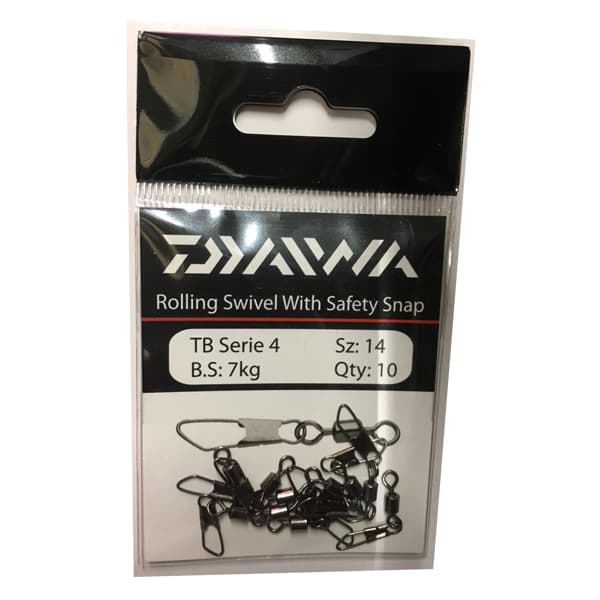 DAIWA
Rolling Swivel With Safety Snap
TB Serie 4 Sz: 14
B.S: 7kg Qty: 10